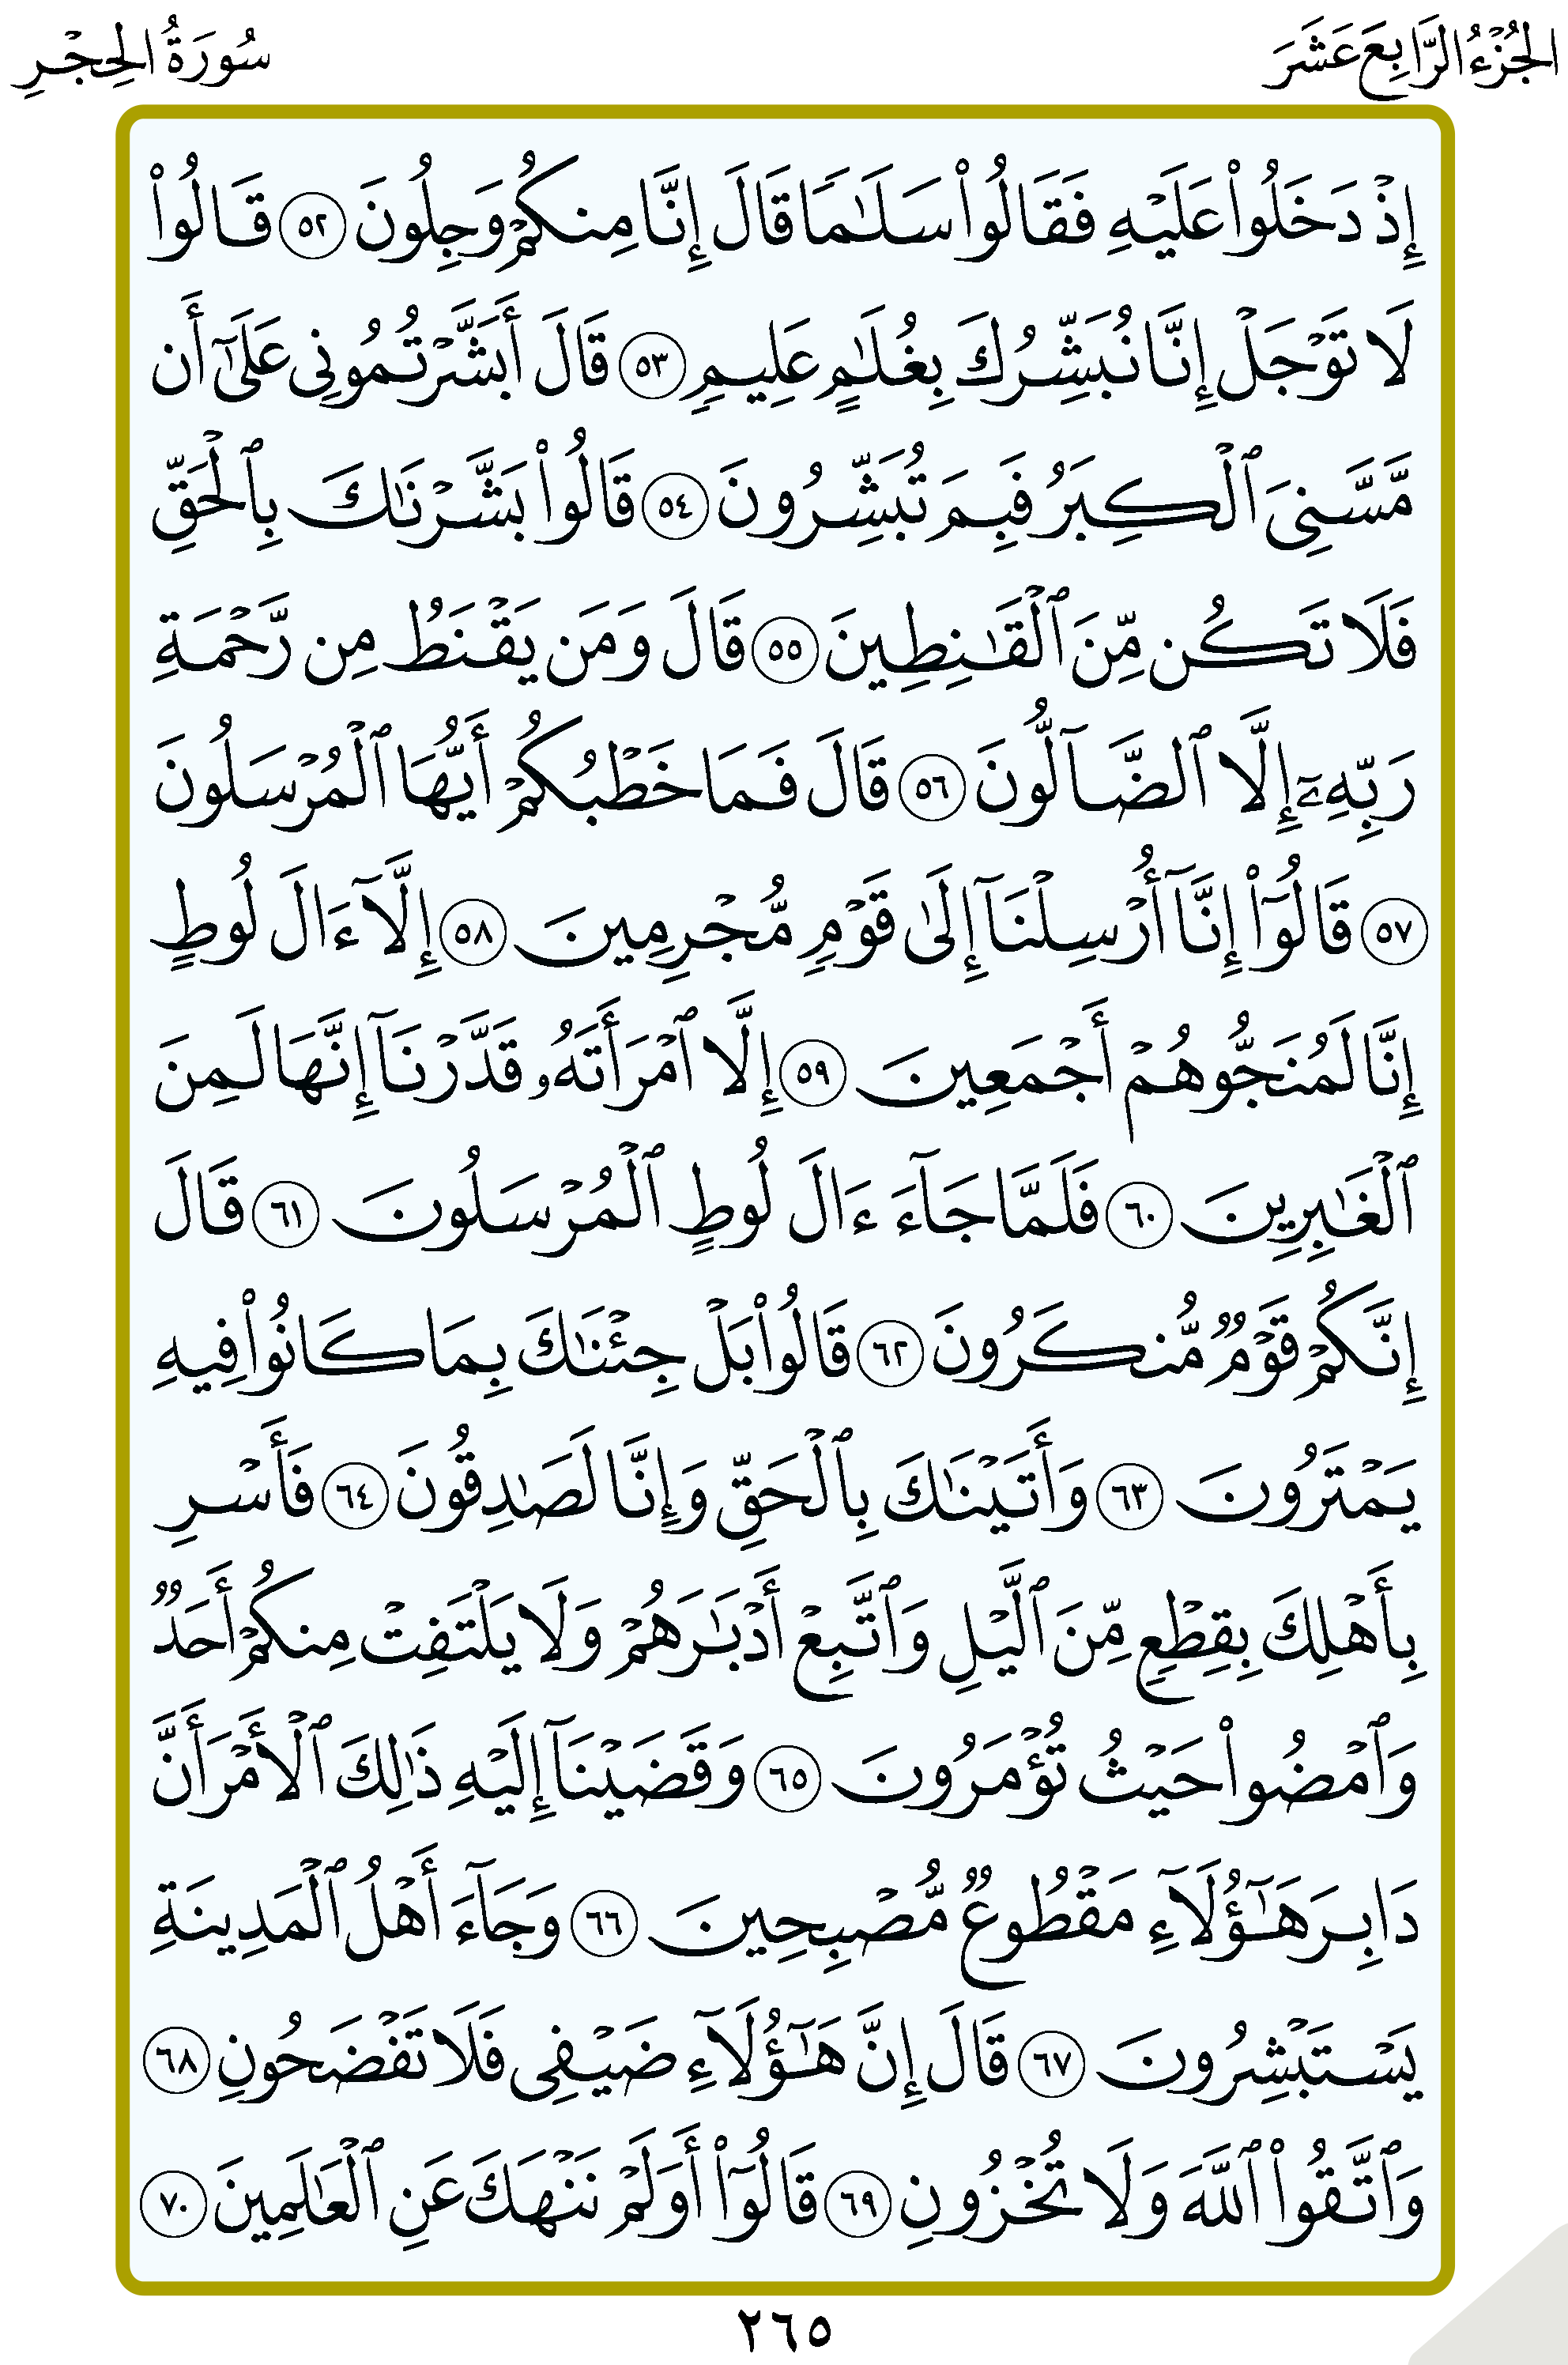 الجُزْءُ الرَّابِعَ عَشَرَ
سُورَةُ الحِجْرِ
إِذْ دَخَلُوا۟ عَلَيْهِ فَقَالُوا۟ سَلَـٰمًا قَالَ إِنَّا مِنكُمْ وَجِلُونَ ٥٢ قَالُوا۟
لَا تَوْجَلْ إِنَّا نُبَشِّرُكَ بِغُلَـٰمٍ عَلِيمٍ ٥٣ قَالَ أَبَشَّرْتُمُونِى عَلَىٰٓ أَن
مَّسَّنِىَ ٱلْكِبَرُ فَبِمَ تُبَشِّرُونَ ٥٤ قَالُوا۟ بَشَّرْنَـٰكَ بِٱلْحَقِّ
فَلَا تَكُن مِّنَ ٱلْقَـٰنِطِينَ ٥٥ قَالَ وَمَن يَقْنَطُ مِن رَّحْمَةِ
رَبِّهِۦٓ إِلَّا ٱلضَّآلُّونَ ٥٦ قَالَ فَمَا خَطْبُكُمْ أَيُّهَا ٱلْمُرْسَلُونَ
٥٧ قَالُوٓا۟ إِنَّآ أُرْسِلْنَآ إِلَىٰ قَوْمٍ مُّجْرِمِينَ ٥٨ إِلَّآ ءَالَ لُوطٍ
إِنَّا لَمُنَجُّوهُمْ أَجْمَعِينَ ٥٩ إِلَّا ٱمْرَأَتَهُۥ قَدَّرْنَآ إِنَّهَا لَمِنَ
ٱلْغَـٰبِرِينَ ٦٠ فَلَمَّا جَآءَ ءَالَ لُوطٍ ٱلْمُرْسَلُونَ ٦١ قَالَ
إِنَّكُمْ قَوْمٌ مُّنكَرُونَ ٦٢ قَالُوا۟ بَلْ جِئْنَـٰكَ بِمَا كَانُوا۟ فِيهِ
يَمْتَرُونَ ٦٣ وَأَتَيْنَـٰكَ بِٱلْحَقِّ وَإِنَّا لَصَـٰدِقُونَ ٦٤ فَأَسْرِ
بِأَهْلِكَ بِقِطْعٍ مِّنَ ٱلَّيْلِ وَٱتَّبِعْ أَدْبَـٰرَهُمْ وَلَا يَلْتَفِتْ مِنكُمْ أَحَدٌ
وَٱمْضُوا۟ حَيْثُ تُؤْمَرُونَ ٦٥ وَقَضَيْنَآ إِلَيْهِ ذَٰلِكَ ٱلْأَمْرَ أَنَّ
دَابِرَ هَـٰٓؤُلَآءِ مَقْطُوعٌ مُّصْبِحِينَ ٦٦ وَجَآءَ أَهْلُ ٱلْمَدِينَةِ
يَسْتَبْشِرُونَ ٦٧ قَالَ إِنَّ هَـٰٓؤُلَآءِ ضَيْفِى فَلَا تَفْضَحُونِ ٦٨
وَٱتَّقُوا۟ ٱللَّهَ وَلَا تُخْزُونِ ٦٩ قَالُوٓا۟ أَوَلَمْ نَنْهَكَ عَنِ ٱلْعَـٰلَمِينَ ٧٠
٢٦٥